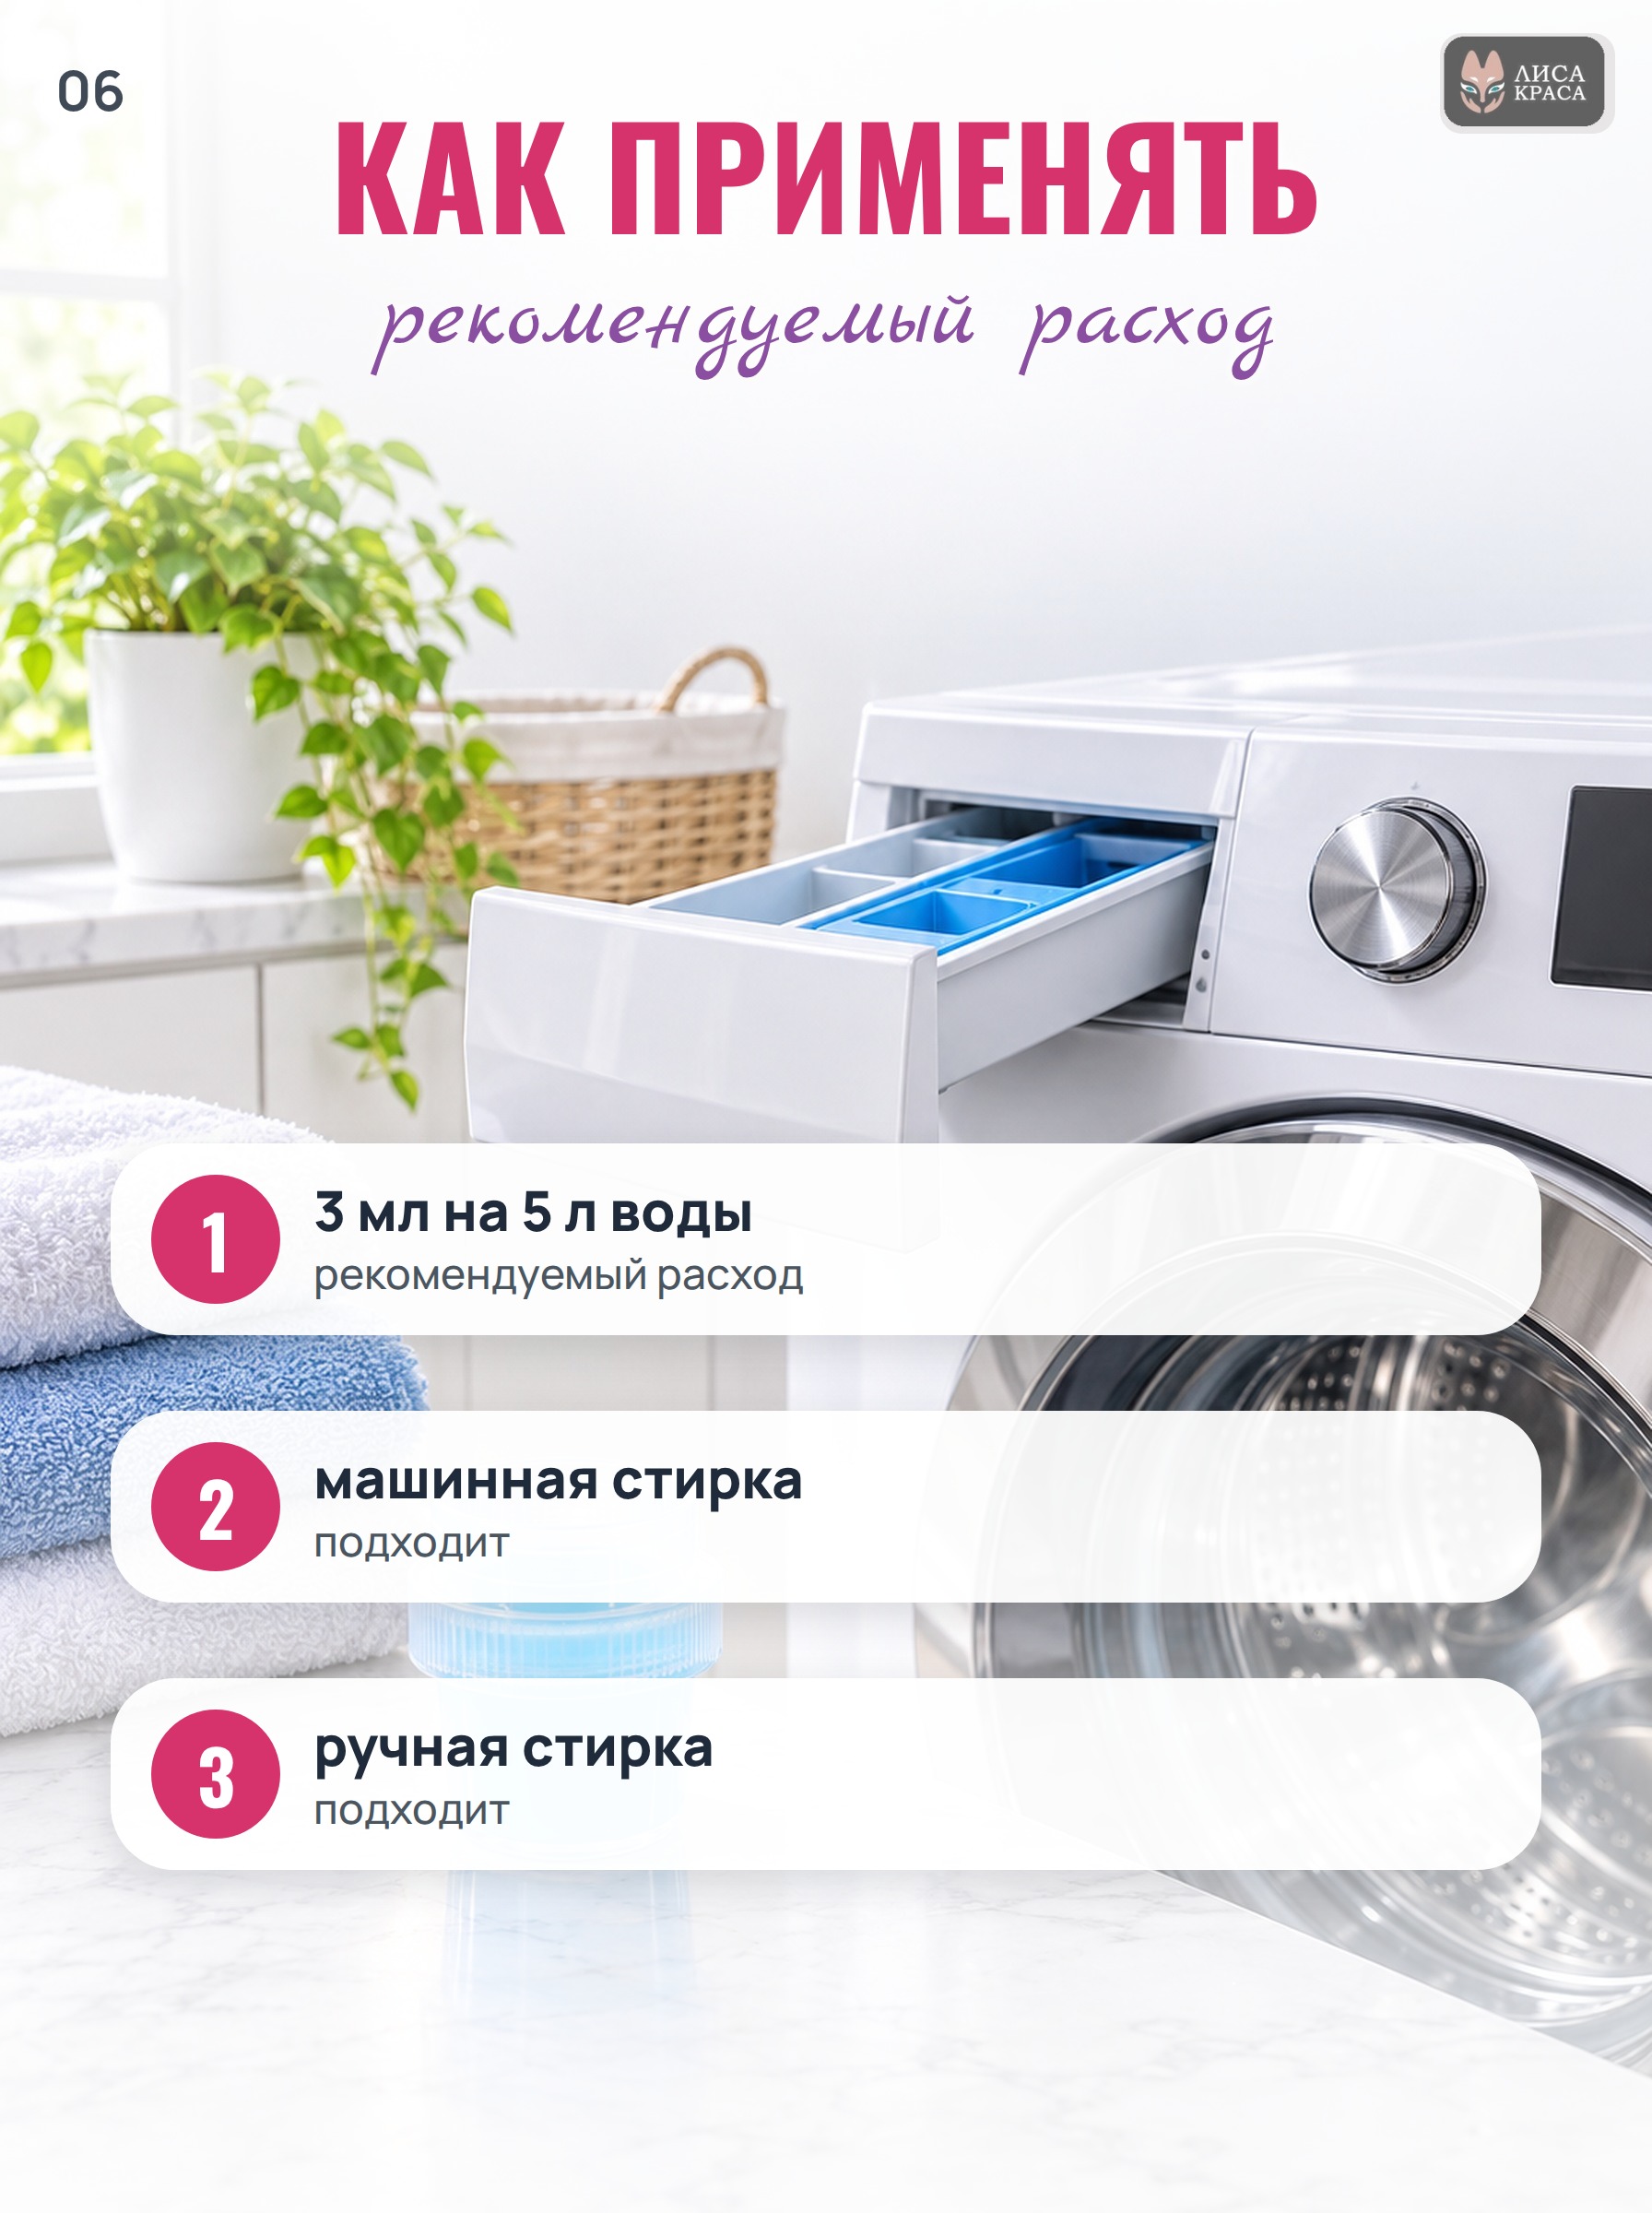 06
ЛИСА
КРАСА
КАК ПРИМЕНЯТЬ
рекомендуемый расход
1
3 мл на 5 л воды
рекомендуемый расход
2
машинная стирка
подходит
3
ручная стирка
подходит